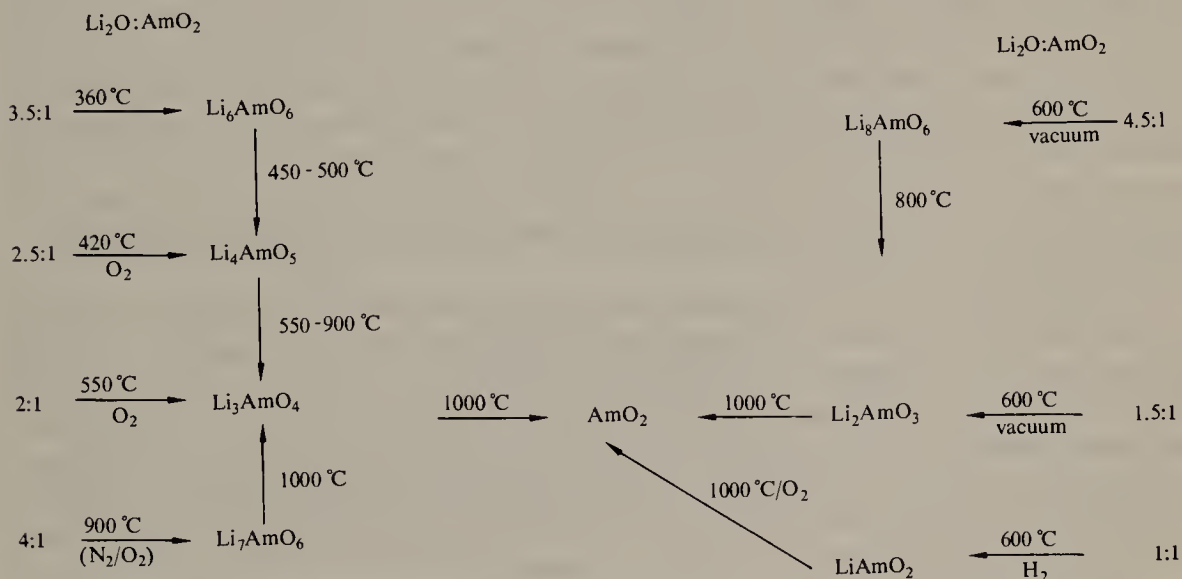 Li₂O:AmO₂
Li₂O:AmO₂
3.5:1 360 °C Li₆AmO₆ Li₈AmO₆ 600 °C vacuum 4.5:1
450 - 500 °C 800 °C
2.5:1 420 °C O₂ Li₄AmO₅
550 - 900 °C
2:1 550 °C O₂ Li₃AmO₄ 1000 °C AmO₂ 1000 °C Li₂AmO₃ 600 °C vacuum 1.5:1
1000 °C 1000 °C/O₂
4:1 900 °C (N₂/O₂) Li₇AmO₆ LiAmO₂ 600 °C H₂ 1:1